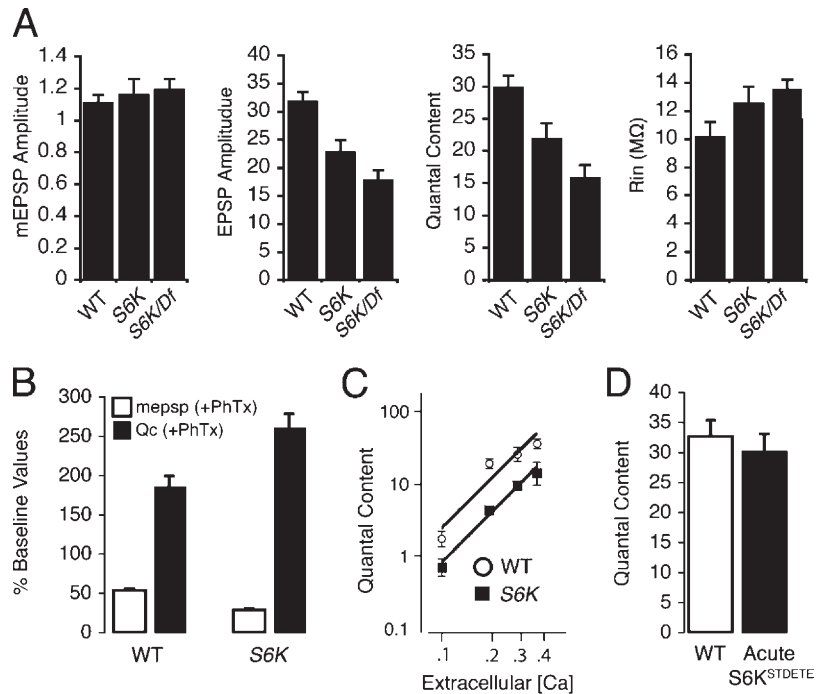 A
mEPSP Amplitude
1.4
1.2
1
0.8
0.6
0.4
0.2
0
WT
S6K
S6K/Df
EPSP Amplitudue
40
35
30
25
20
15
10
5
0
WT
S6K
S6K/Df
Quantal Content
35
30
25
20
15
10
5
0
WT
S6K
S6K/Df
Rin (MΩ)
16
14
12
10
8
6
4
2
0
WT
S6K
S6K/Df
B
% Baseline Values
300
250
200
150
100
50
0
mepsp (+PhTx)
Qc (+PhTx)
WT
S6K
C
Quantal Content
100
10
1
0.1
WT
S6K
.1
.2
.3
.4
Extracellular [Ca]
D
Quantal Content
40
35
30
25
20
15
10
5
0
WT
Acute
S6KSTDETE